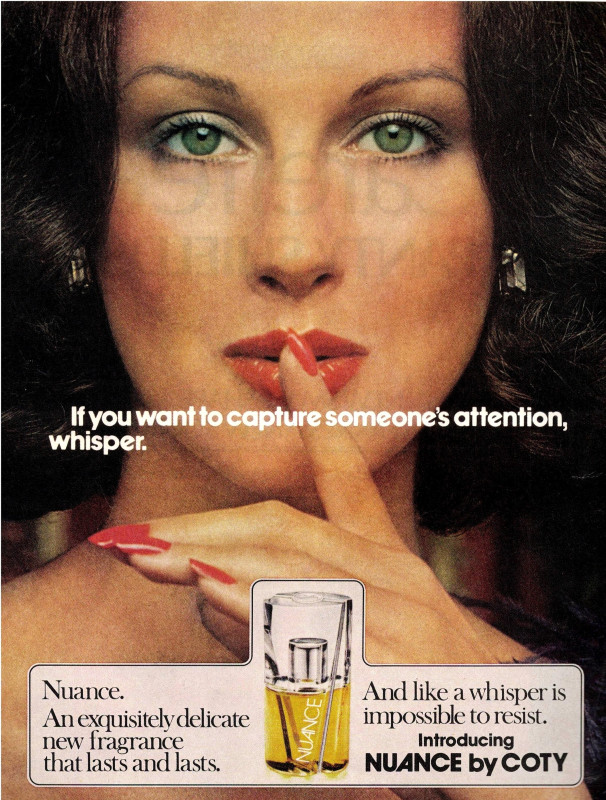 If you want to capture someone's attention,
whisper.
Nuance.
An exquisitely delicate
new fragrance
that lasts and lasts.
NUANCE
And like a whisper is
impossible to resist.
Introducing
NUANCE by COTY